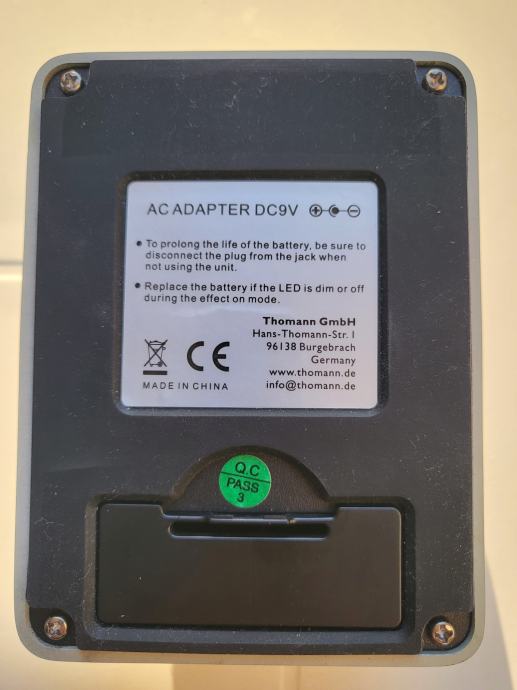 AC ADAPTER DC9V
• To prolong the life of the battery, be sure to
disconnect the plug from the jack when
not using the unit.
• Replace the battery if the LED is dim or off
during the effect on mode.
Thomann GmbH
Hans-Thomann-Str. 1
96138 Burgebrach
Germany
www.thomann.de
info@thomann.de
CE
MADE IN CHINA
Q.C
PASS
3